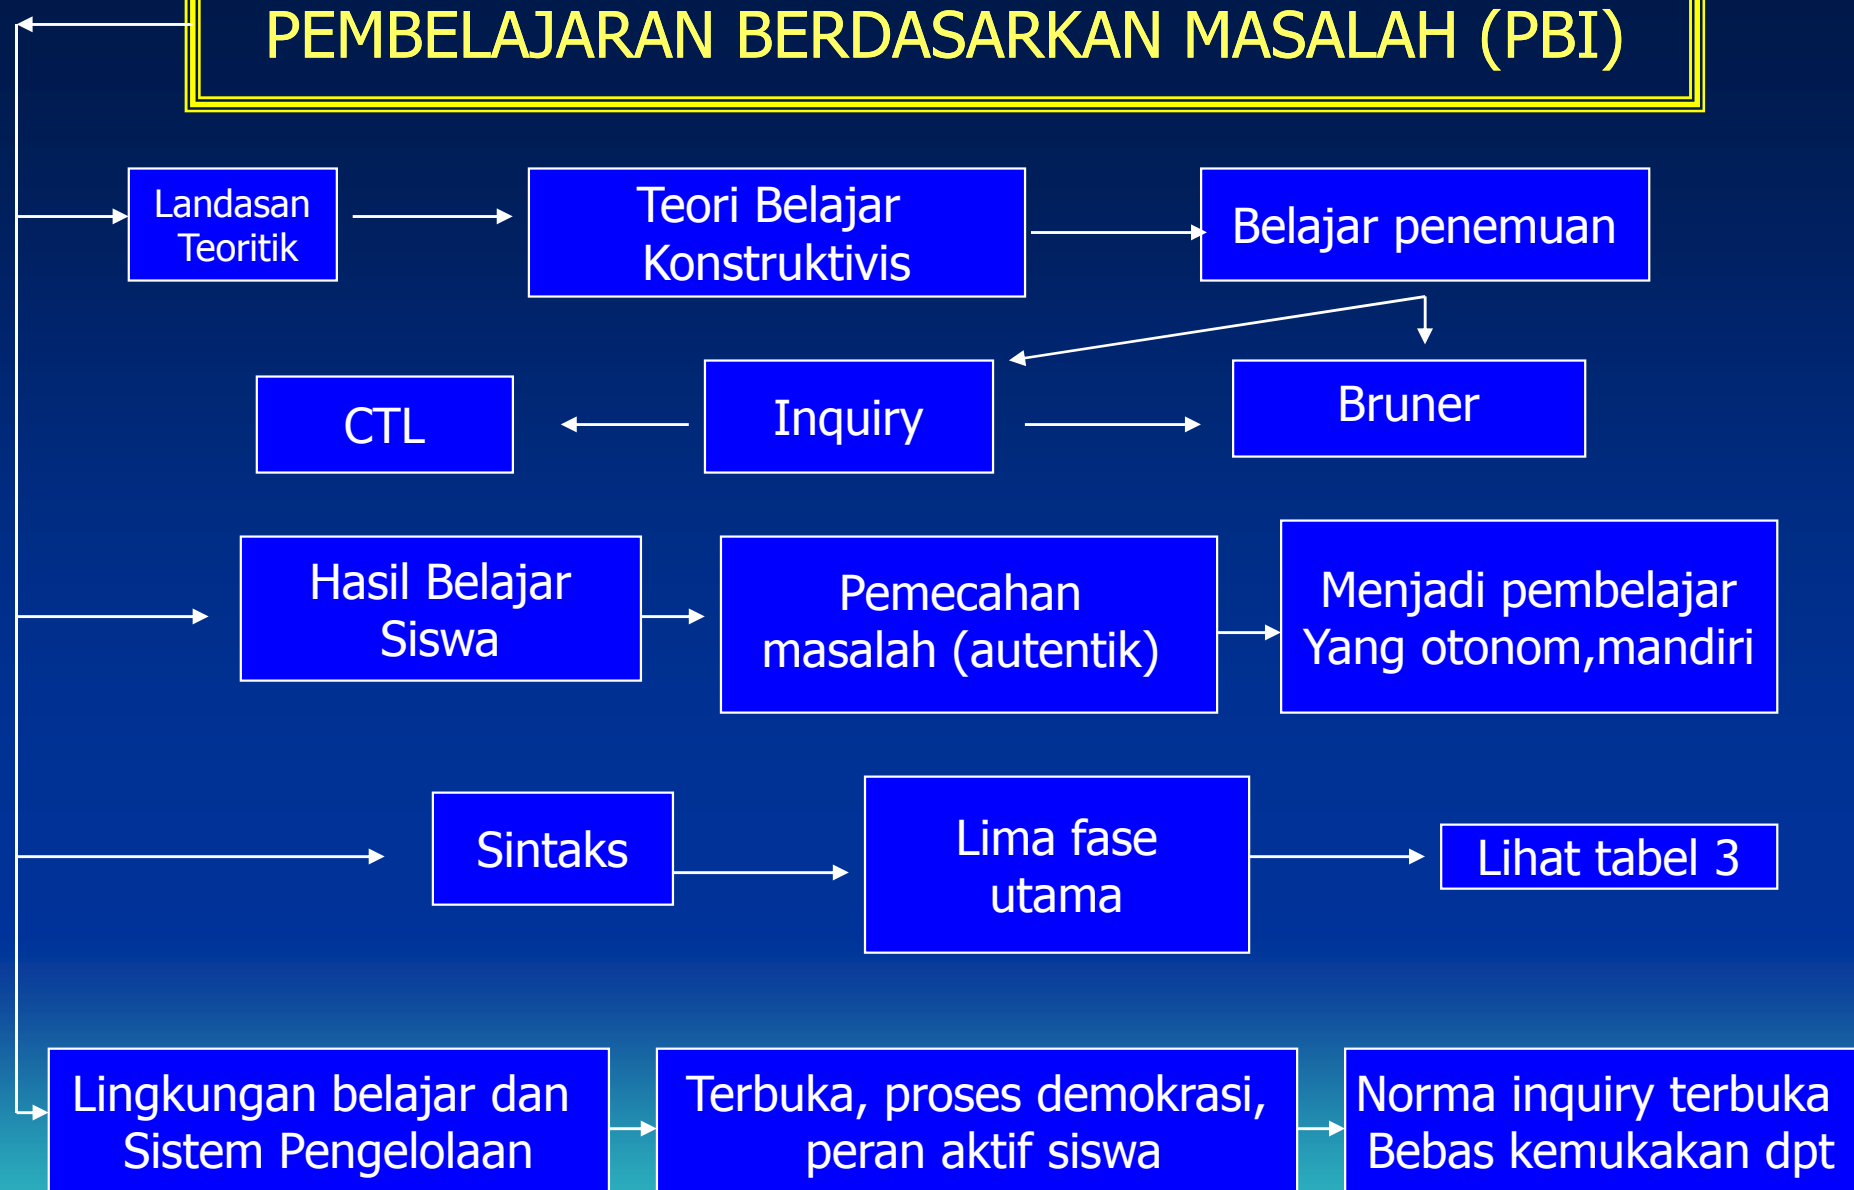 PEMBELAJARAN BERDASARKAN MASALAH (PBI)
Landasan
Teoritik
Teori Belajar
Konstruktivis
Belajar penemuan
CTL
Inquiry
Bruner
Hasil Belajar
Siswa
Pemecahan
masalah (autentik)
Menjadi pembelajar
Yang otonom,mandiri
Sintaks
Lima fase
utama
Lihat tabel 3
Lingkungan belajar dan
Sistem Pengelolaan
Terbuka, proses demokrasi,
peran aktif siswa
Norma inquiry terbuka
Bebas kemukakan dpt